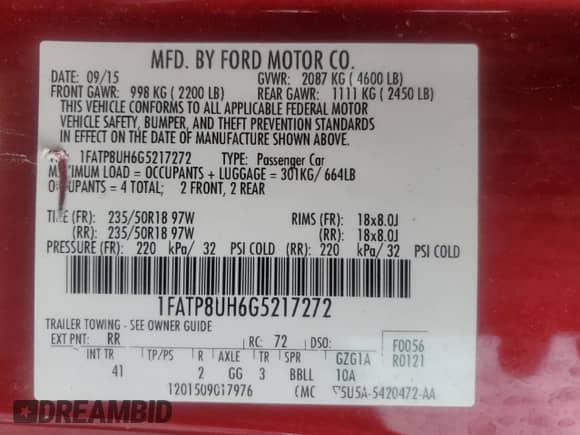 MFD. BY FORD MOTOR CO.
DATE: 09/15 GVWR: 2087 KG ( 4600 LB)
FRONT GAWR: 998 KG ( 2200 LB) REAR GAWR: 1111 KG ( 2450 LB)
THIS VEHICLE CONFORMS TO ALL APPLICABLE FEDERAL MOTOR
VEHICLE SAFETY, BUMPER, AND THEFT PREVENTION STANDARDS
IN EFFECT ON THE DATE OF MANUFACTURE SHOWN ABOVE.
1FATP8UH6G5217272 TYPE: Passenger Car
MAXIMUM LOAD = OCCUPANTS + LUGGAGE = 301KG/ 664LB
OCCUPANTS = 4 TOTAL; 2 FRONT, 2 REAR
TIRE (FR): 235/50R18 97W RIMS (FR): 18x8.0J
(RR): 235/50R18 97W (RR): 18x8.0J
PRESSURE (FR): 220 kPa/ 32 PSI COLD (RR): 220 kPa/ 32 PSI COLD
1FATP8UH6G5217272
TRAILER TOWING - SEE OWNER GUIDE
EXT PNT: RR RC: 72 DSO: F0056
INT TR TP/PS R AXLE TR SPR GZG1A R0121
41 2 GG 3 BBLL 10A
1201509017976 CMC 5U5A-5420472-AA
DREAMBID